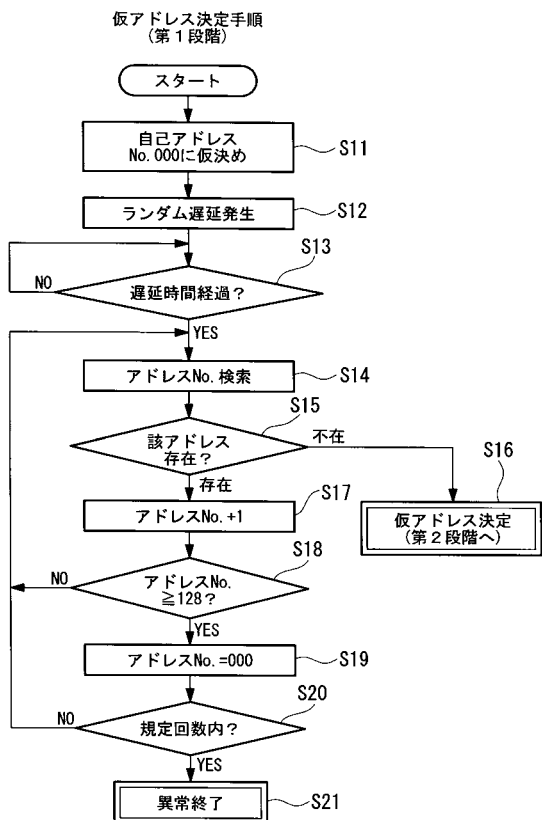 仮アドレス決定手順
(第1段階)
スタート
自己アドレス
No.000に仮決め
S11
ランダム遅延発生
S12
S13
遅延時間経過?
NO
YES
アドレスNo.検索
S14
S15
該アドレス
存在?
不在
S16
存在
S17
仮アドレス決定
(第2段階へ)
アドレスNo.+1
S18
アドレスNo.
≧128?
NO
YES
アドレスNo.=000
S19
S20
規定回数内?
NO
YES
異常終了
S21